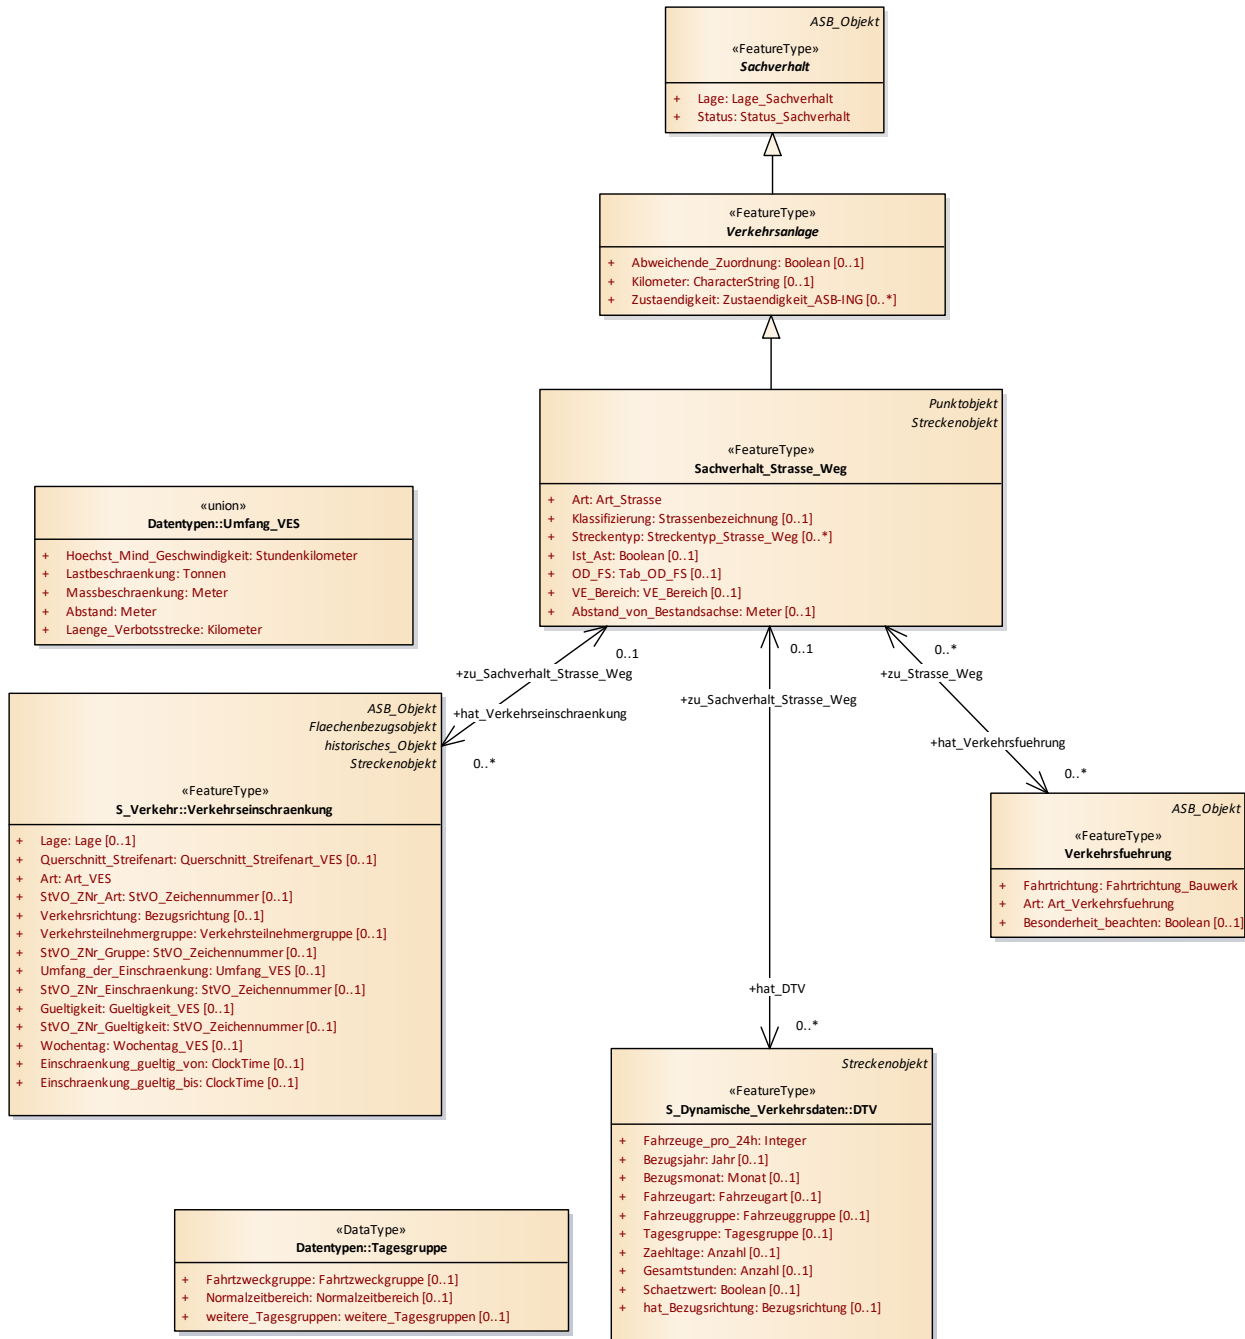 ASB_Objekt
«FeatureType»
Sachverhalt
+ Lage: Lage_Sachverhalt
+ Status: Status_Sachverhalt
«FeatureType»
Verkehrsanlage
+ Abweichende_Zuordnung: Boolean [0..1]
+ Kilometer: CharacterString [0..1]
+ Zustaendigkeit: Zustaendigkeit_ASB-ING [0..*]
Punktobjekt
Streckenobjekt
«FeatureType»
Sachverhalt_Strasse_Weg
+ Art: Art_Strasse
+ Klassifizierung: Strassenbezeichnung [0..1]
+ Streckentyp: Streckentyp_Strasse_Weg [0..*]
+ Ist_Ast: Boolean [0..1]
+ OD_FS: Tab_OD_FS [0..1]
+ VE_Bereich: VE_Bereich [0..1]
+ Abstand_von_Bestandsachse: Meter [0..1]
«union»
Datentypen::Umfang_VES
+ Hoechst_Mind_Geschwindigkeit: Stundenkilometer
+ Lastbeschraenkung: Tonnen
+ Massbeschraenkung: Meter
+ Abstand: Meter
+ Laenge_Verbotsstrecke: Kilometer
0..1
+zu_Sachverhalt_Strasse_Weg
+hat_Verkehrseinschraenkung
0..*
0..1
+zu_Sachverhalt_Strasse_Weg
+hat_DTV
0..*
0..*
+zu_Strasse_Weg
+hat_Verkehrsfuehrung
0..*
ASB_Objekt
Flaechenbezugsobjekt
historisches_Objekt
Streckenobjekt
«FeatureType»
S_Verkehr::Verkehrseinschraenkung
+ Lage: Lage [0..1]
+ Querschnitt_Streifenart: Querschnitt_Streifenart_VES [0..1]
+ Art: Art_VES
+ StVO_ZNr_Art: StVO_Zeichennummer [0..1]
+ Verkehrsrichtung: Bezugsrichtung [0..1]
+ Verkehrsteilnehmergruppe: Verkehrsteilnehmergruppe [0..1]
+ StVO_ZNr_Gruppe: StVO_Zeichennummer [0..1]
+ Umfang_der_Einschraenkung: Umfang_VES [0..1]
+ StVO_ZNr_Einschraenkung: StVO_Zeichennummer [0..1]
+ Gueltigkeit: Gueltigkeit_VES [0..1]
+ StVO_ZNr_Gueltigkeit: StVO_Zeichennummer [0..1]
+ Wochentag: Wochentag_VES [0..1]
+ Einschraenkung_gueltig_von: ClockTime [0..1]
+ Einschraenkung_gueltig_bis: ClockTime [0..1]
ASB_Objekt
«FeatureType»
Verkehrsfuehrung
+ Fahrtrichtung: Fahrtrichtung_Bauwerk
+ Art: Art_Verkehrsfuehrung
+ Besonderheit_beachten: Boolean [0..1]
Streckenobjekt
«FeatureType»
S_Dynamische_Verkehrsdaten::DTV
+ Fahrzeuge_pro_24h: Integer
+ Bezugsjahr: Jahr [0..1]
+ Bezugsmonat: Monat [0..1]
+ Fahrzeugart: Fahrzeugart [0..1]
+ Fahrzeuggruppe: Fahrzeuggruppe [0..1]
+ Tagesgruppe: Tagesgruppe [0..1]
+ Zaehltage: Anzahl [0..1]
+ Gesamtstunden: Anzahl [0..1]
+ Schaetzwert: Boolean [0..1]
+ hat_Bezugsrichtung: Bezugsrichtung [0..1]
«DataType»
Datentypen::Tagesgruppe
+ Fahrtzweckgruppe: Fahrtzweckgruppe [0..1]
+ Normalzeitbereich: Normalzeitbereich [0..1]
+ weitere_Tagesgruppen: weitere_Tagesgruppen [0..1]